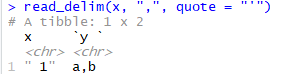 > read_delim(x, ",", quote = "'")
# A tibble: 1 x 2
  x     `y `
  <chr> <chr>
1 " 1"  a,b